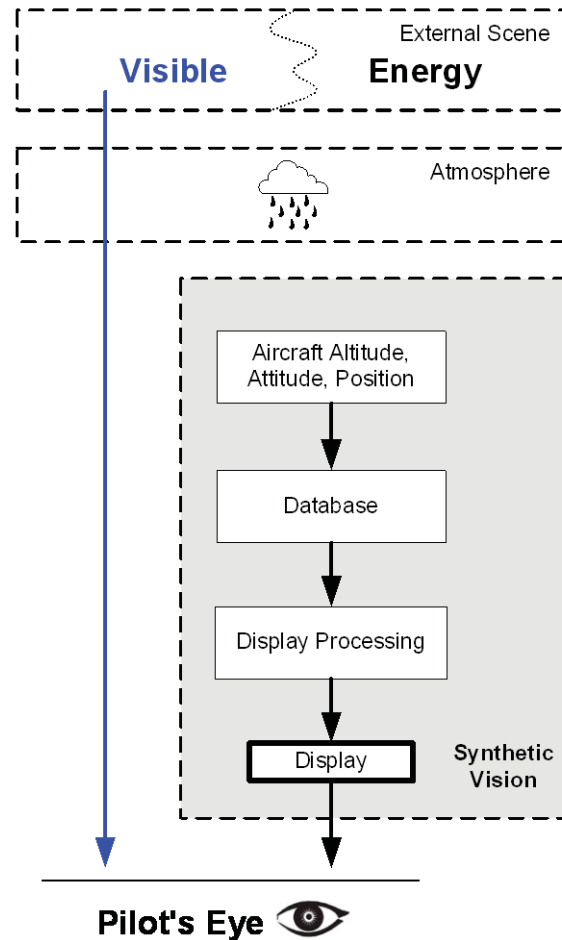 External Scene
Visible Energy
Atmosphere
Aircraft Altitude,
Attitude, Position
Database
Display Processing
Display
Synthetic
Vision
Pilot's Eye